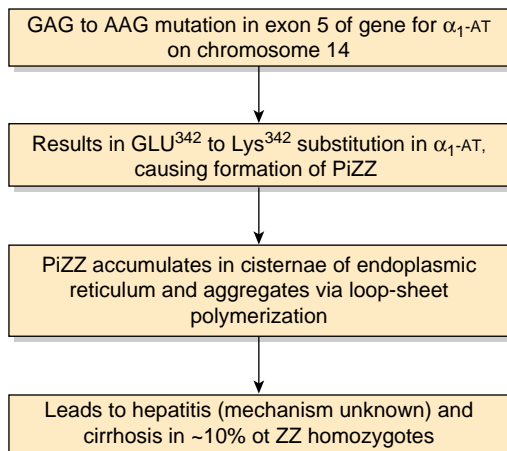 GAG to AAG mutation in exon 5 of gene for α₁-AT
on chromosome 14
Results in GLU³⁴² to Lys³⁴² substitution in α₁-AT,
causing formation of PiZZ
PiZZ accumulates in cisternae of endoplasmic
reticulum and aggregates via loop-sheet
polymerization
Leads to hepatitis (mechanism unknown) and
cirrhosis in ~10% ot ZZ homozygotes